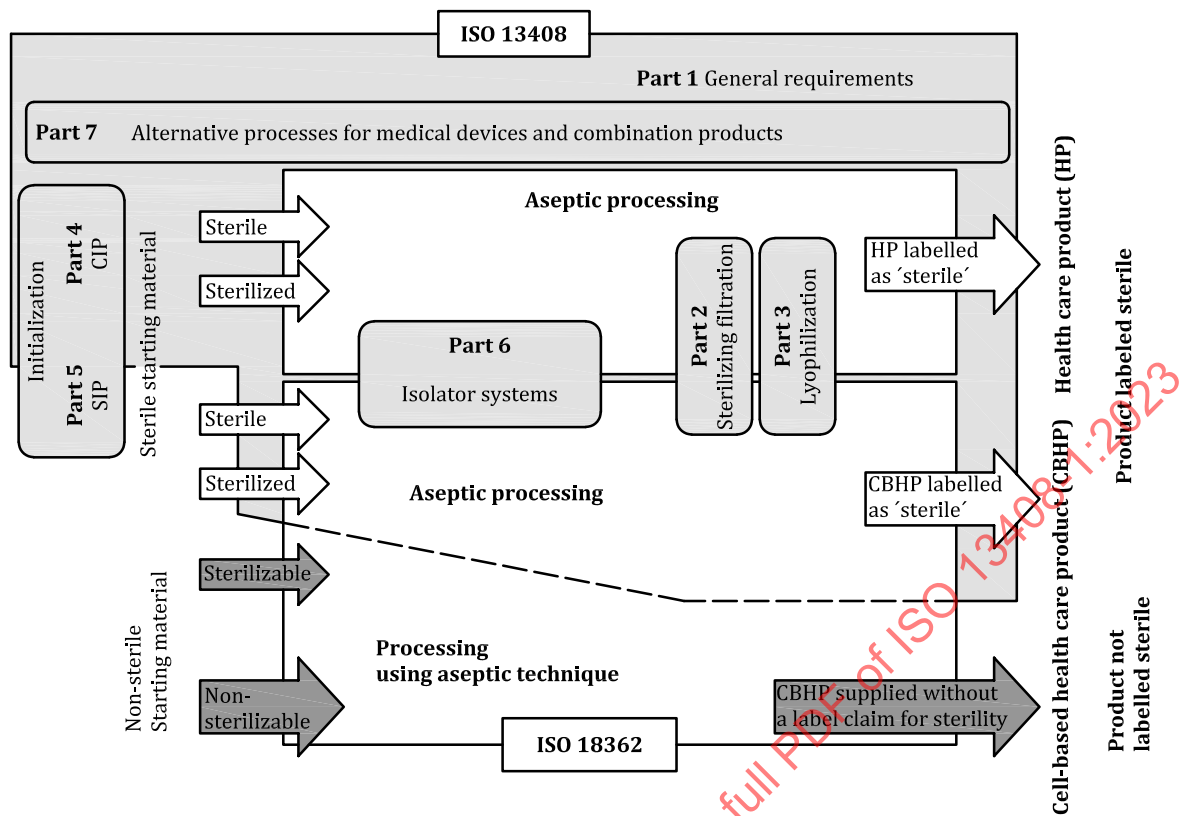 ISO 13408
Part 1 General requirements
Part 7 Alternative processes for medical devices and combination products
Initialization
Part 4
CIP
Part 5
SIP
Sterile starting material
Sterile
Sterilized
Aseptic processing
Part 6
Isolator systems
Part 2
Sterilizing filtration
Part 3
Lyophilization
HP labelled
as ´sterile´
Health care product (HP)
Product labeled sterile
Sterile
Sterilized
Aseptic processing
CBHP labelled
as ´sterile´
Cell-based health care product (CBHP)
Non-sterile
Starting material
Sterilizable
Non-
sterilizable
Processing
using aseptic technique
CBHP supplied without
a label claim for sterility
Product not
labelled sterile
ISO 18362
full PDF of ISO 13408-1:2023